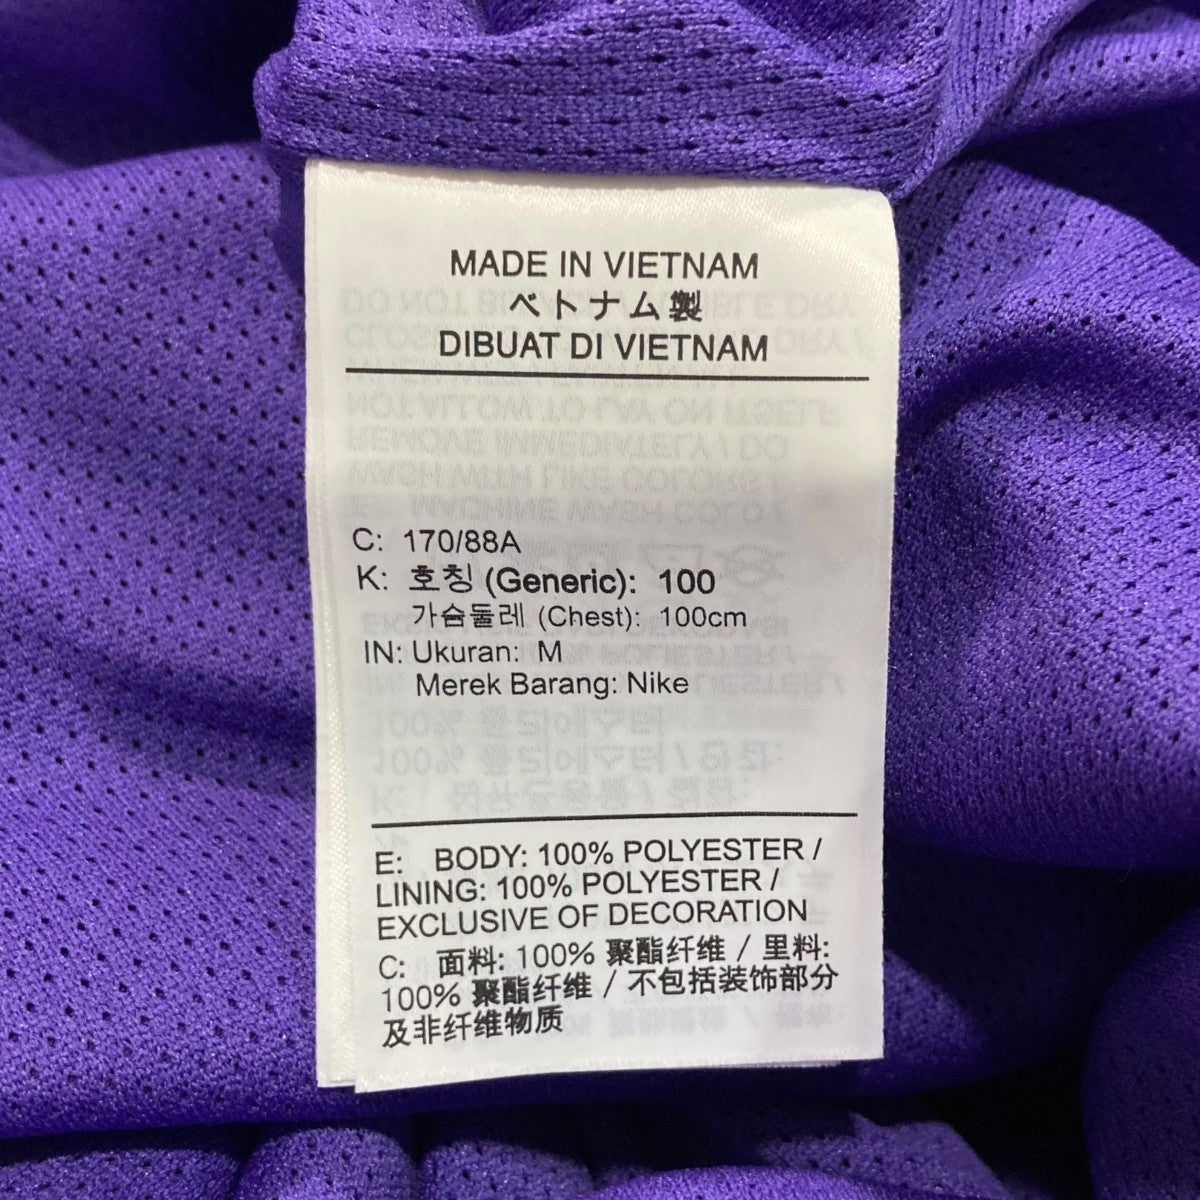 MADE IN VIETNAM
ベトナム製
DIBUAT DI VIETNAM
C: 170/88A
K: 호칭 (Generic): 100
가슴둘레 (Chest): 100cm
IN: Ukuran: M
Merek Barang: Nike
E: BODY: 100% POLYESTER /
LINING: 100% POLYESTER /
EXCLUSIVE OF DECORATION
C: 面料: 100% 聚酯纤维 / 里料:
100% 聚酯纤维 / 不包括装饰部分
及非纤维物质